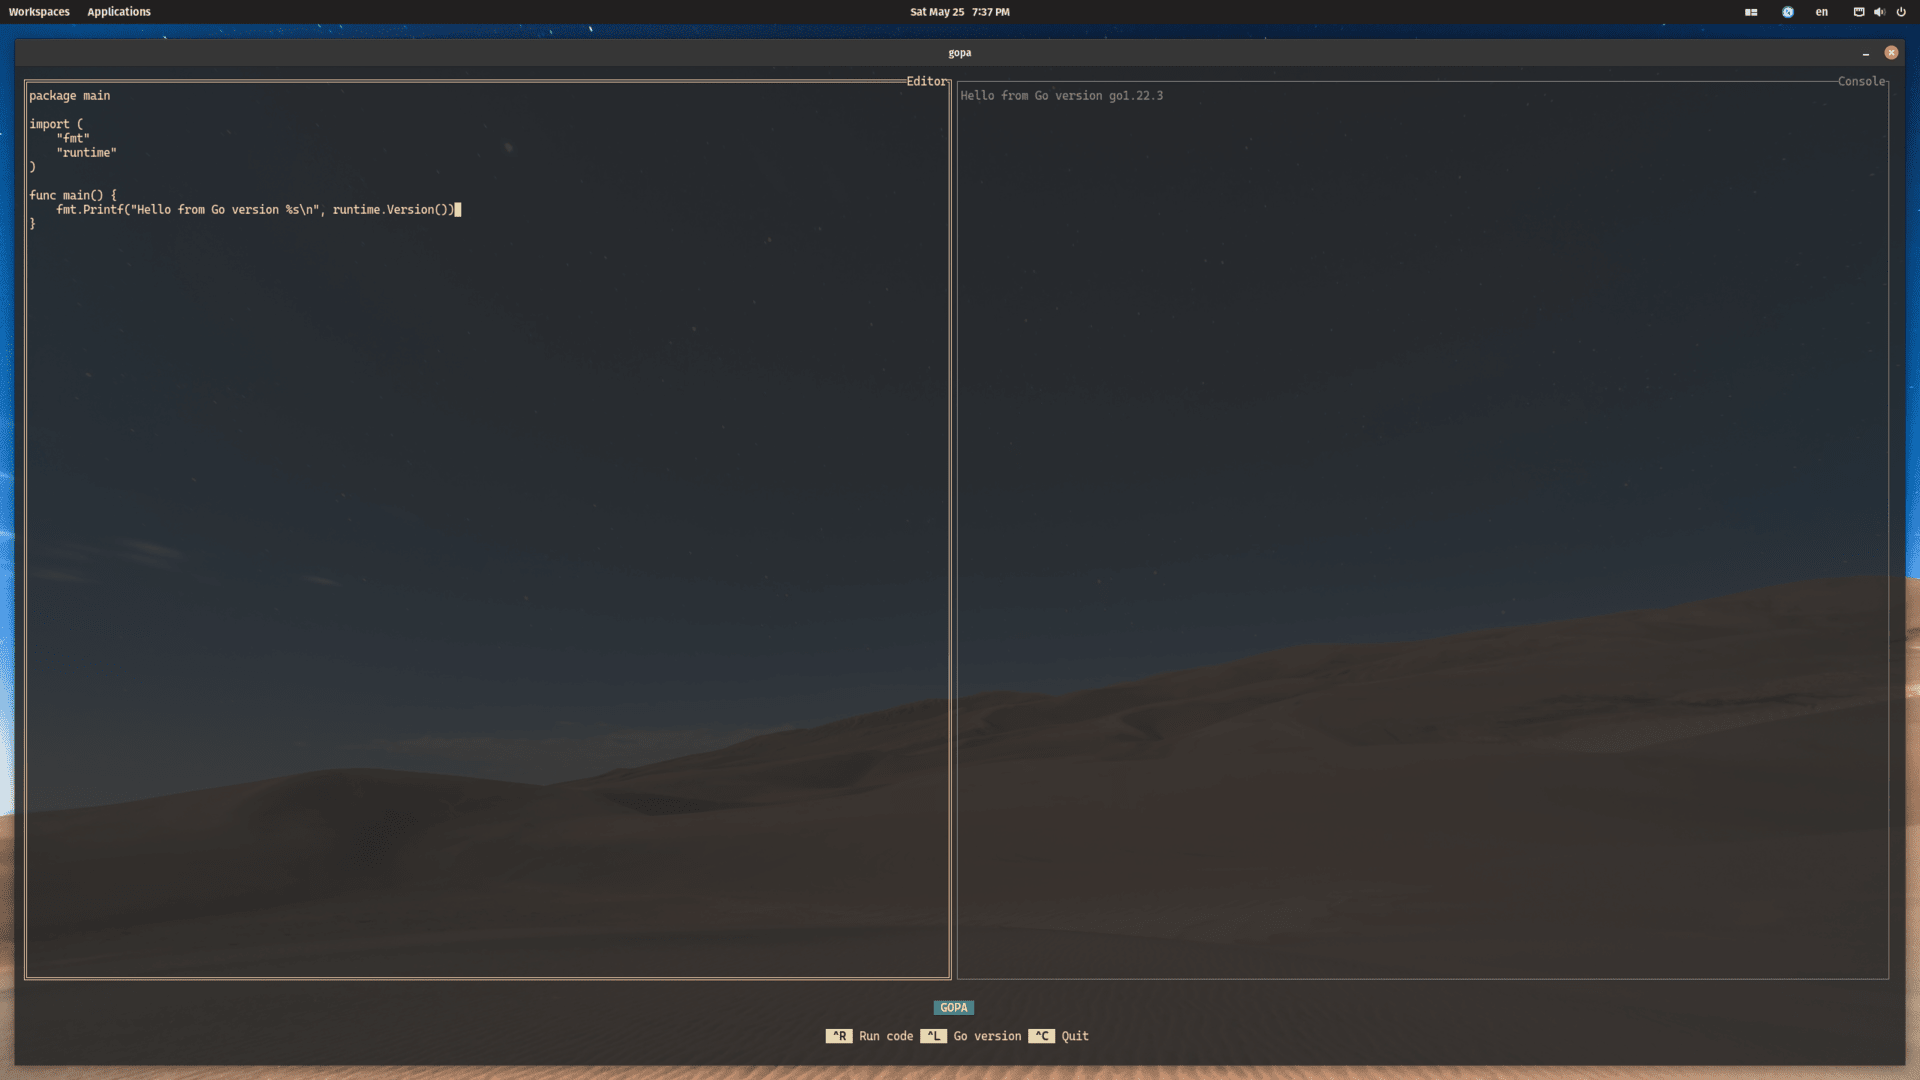 Workspaces Applications Sat May 25 7:37 PM en
gopa
Editor
package main

import (
    "fmt"
    "runtime"
)

func main() {
    fmt.Printf("Hello from Go version %s\n", runtime.Version())
}
Console
Hello from Go version go1.22.3
GOPA
^R Run code ^L Go version ^C Quit